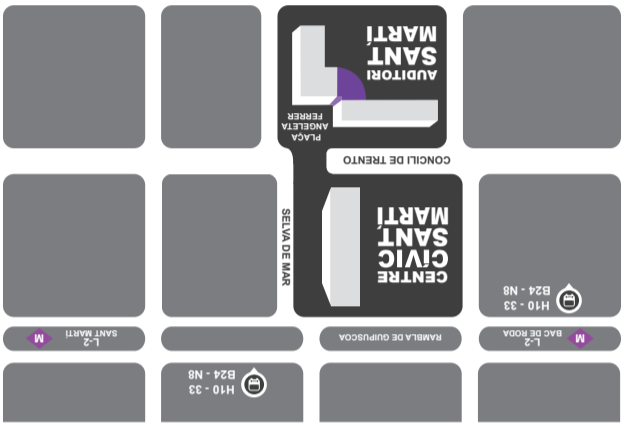 H10 - 33
B24 - N8
M
L-2
BAC DE RODA
RAMBLA DE GUIPUSCOA
L-2
SANT MARTÍ
M
H10 - 33
B24 - N8
CENTRE
CÍVIC
SANT
MARTÍ
SELVA DE MAR
CONCILI DE TRENTO
PLAÇA
ANGELETA
FERRER
AUDITORI
SANT
MARTÍ